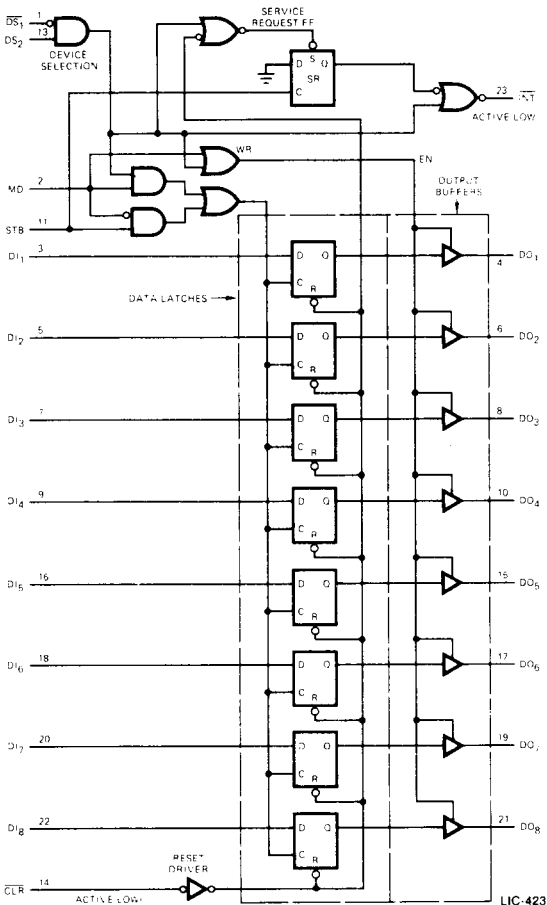 SERVICE
REQUEST FF
D̅S̅₁ 1
DS₂ 13
DEVICE
SELECTION
D S Q
SR
C
23 I̅N̅T̅
ACTIVE LOW
WR
EN
MD 2
OUTPUT
BUFFERS
STB 11
DI₁ 3
D Q
C R
4 DO₁
DATA LATCHES
DI₂ 5
D Q
C R
6 DO₂
DI₃ 7
D Q
C R
8 DO₃
DI₄ 9
D Q
C R
10 DO₄
DI₅ 16
D Q
C R
15 DO₅
DI₆ 18
D Q
C R
17 DO₆
DI₇ 20
D Q
C R
19 DO₇
DI₈ 22
D Q
C R
21 DO₈
RESET
DRIVER
C̅L̅R̅ 14
ACTIVE LOW)
LIC-423